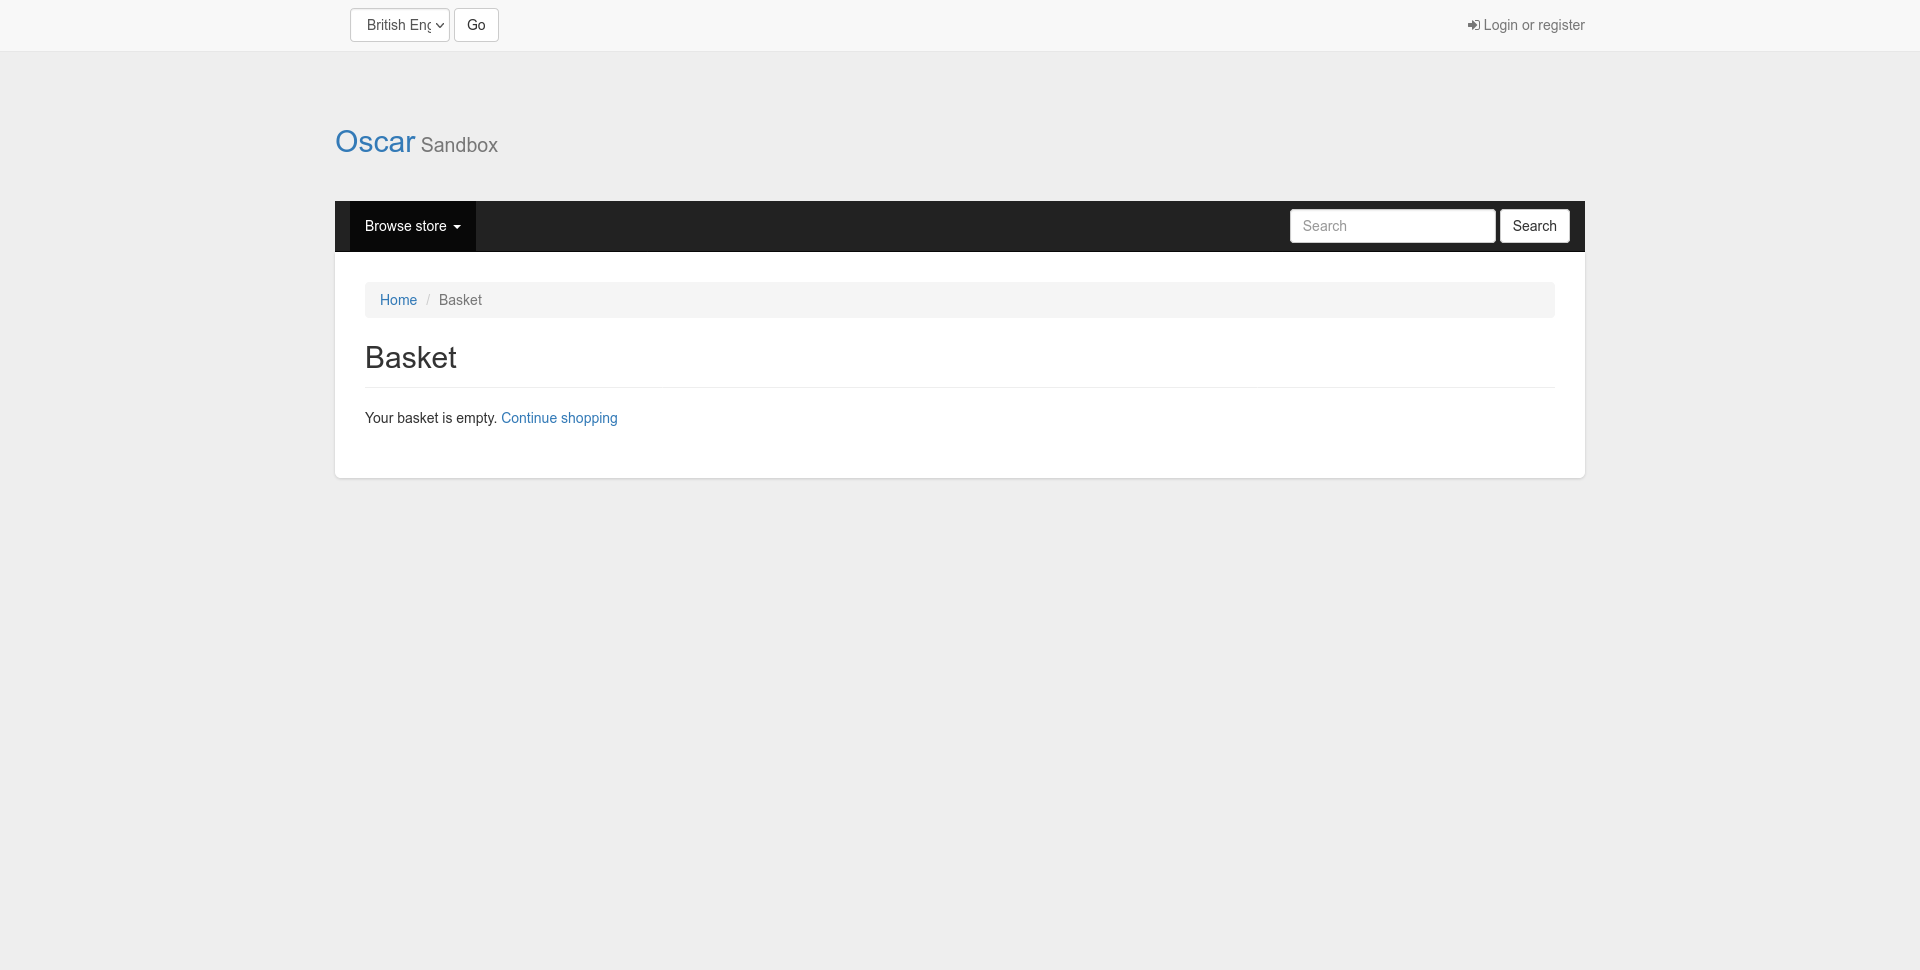 British Eng
Go
Login or register
Oscar Sandbox
Browse store
Search
Search
Home / Basket
Basket
Your basket is empty. Continue shopping